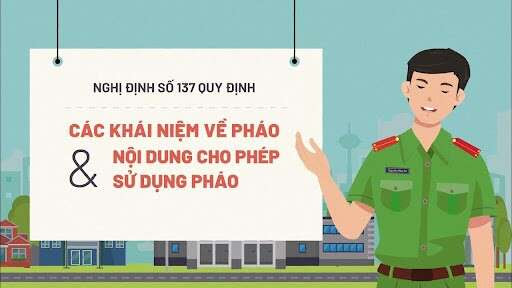 NGHỊ ĐỊNH SỐ 137 QUY ĐỊNH
CÁC KHÁI NIỆM VỀ PHÁO
& NỘI DUNG CHO PHÉP
SỬ DỤNG PHÁO